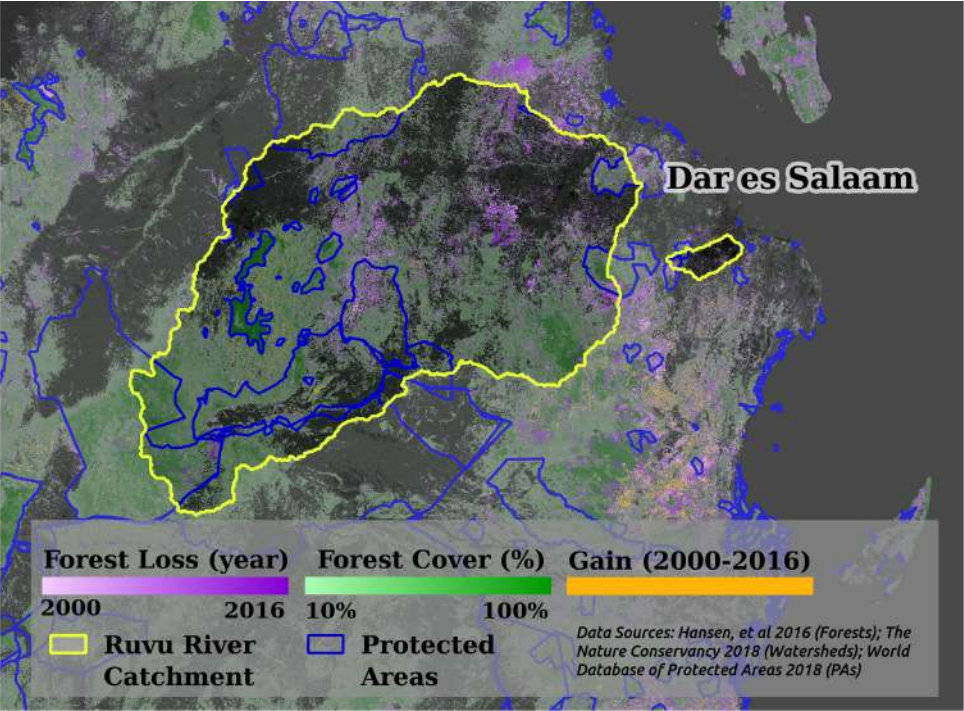 Dar es Salaam
Forest Loss (year)
2000 2016
Forest Cover (%)
10% 100%
Gain (2000-2016)
Ruvu River
Catchment
Protected
Areas
Data Sources: Hansen, et al 2016 (Forests); The
Nature Conservancy 2018 (Watersheds); World
Database of Protected Areas 2018 (PAs)